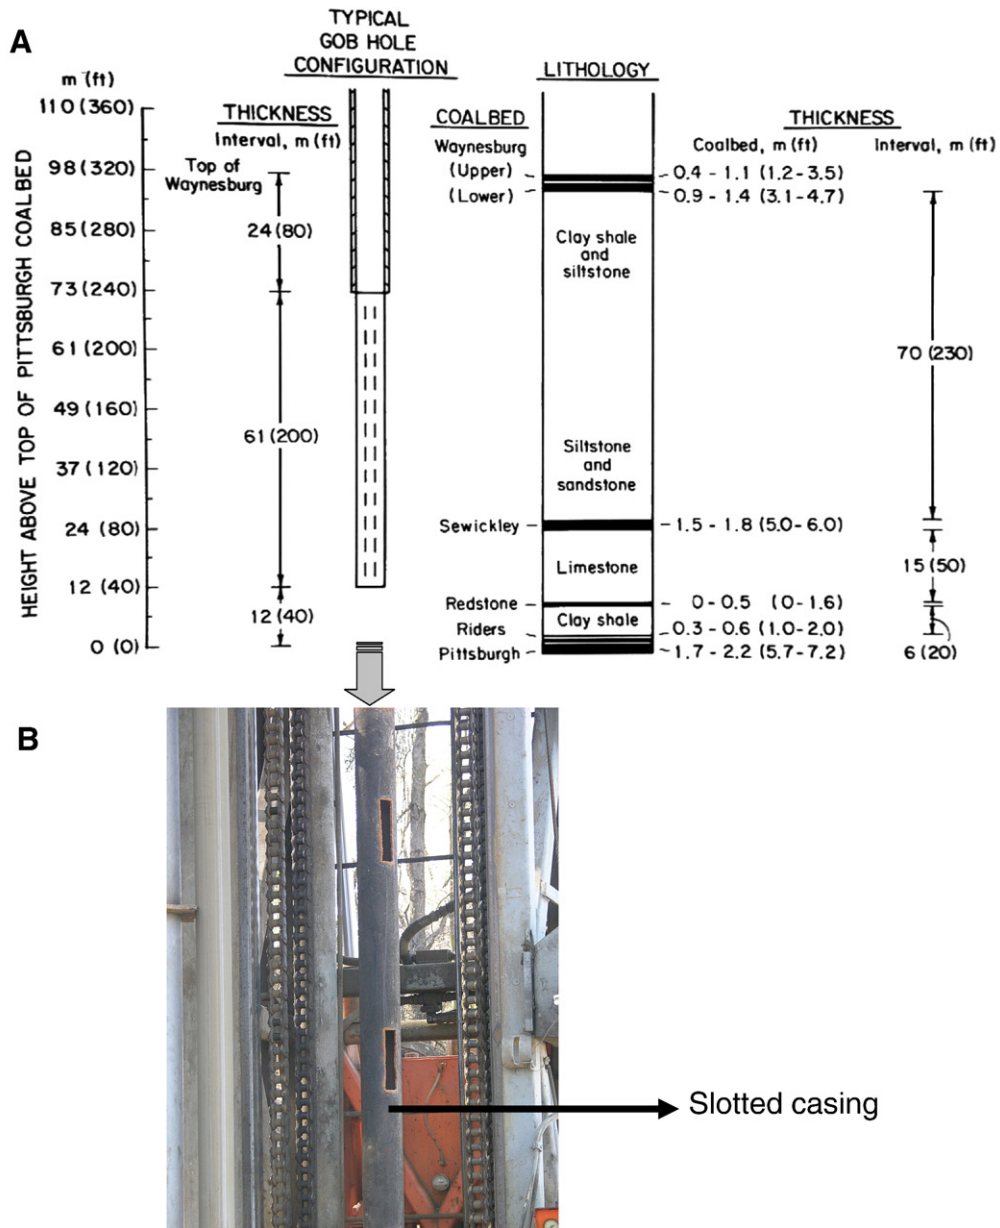 A
TYPICAL
GOB HOLE
CONFIGURATION
LITHOLOGY
m (ft)
110 (360)
98 (320)
85 (280)
73 (240)
61 (200)
49 (160)
37 (120)
24 (80)
12 (40)
0 (0)
HEIGHT ABOVE TOP OF PITTSBURGH COALBED
THICKNESS
Interval, m (ft)
Top of
Waynesburg
24 (80)
61 (200)
12 (40)
COALBED
Waynesburg
(Upper)
(Lower)
Sewickley
Redstone
Riders
Pittsburgh
Clay shale
and
siltstone
Siltstone
and
sandstone
Limestone
Clay shale
THICKNESS
Coalbed, m (ft)
0.4 - 1.1 (1.2 - 3.5)
0.9 - 1.4 (3.1 - 4.7)
1.5 - 1.8 (5.0 - 6.0)
0 - 0.5 (0 - 1.6)
0.3 - 0.6 (1.0 - 2.0)
1.7 - 2.2 (5.7 - 7.2)
Interval, m (ft)
70 (230)
15 (50)
6 (20)
B
Slotted casing